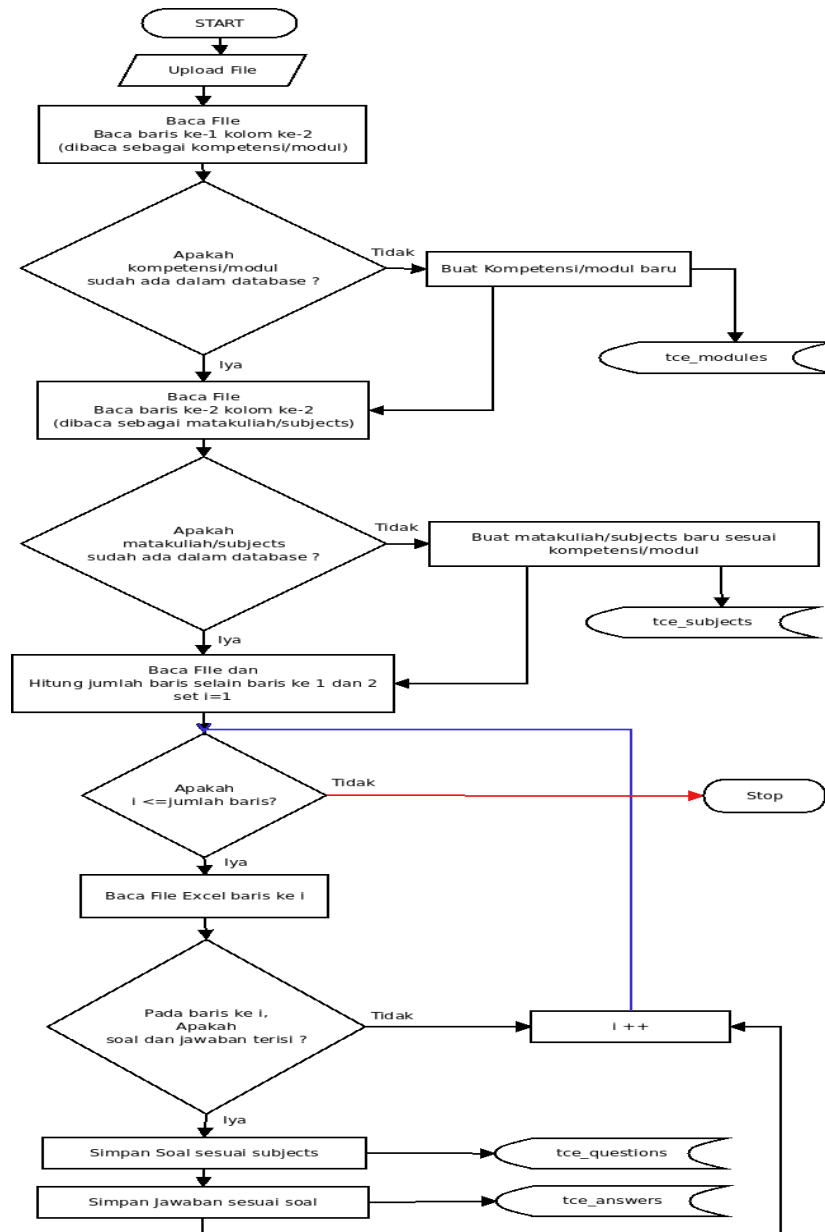 START
Upload File
Baca FIle
Baca baris ke-1 kolom ke-2
(dibaca sebagai kompetensi/modul)
Apakah
kompetensi/modul
sudah ada dalam database ?
Tidak
Buat Kompetensi/modul baru
tce_modules
Iya
Baca File
Baca baris ke-2 kolom ke-2
(dibaca sebagai matakuliah/subjects)
Apakah
matakuliah/subjects
sudah ada dalam database ?
Tidak
Buat matakuliah/subjects baru sesuai
kompetensi/modul
tce_subjects
Iya
Baca FIle dan
Hitung jumlah baris selain baris ke 1 dan 2
set i=1
Apakah
i <=jumlah baris?
Tidak
Stop
Iya
Baca File Excel baris ke i
Pada baris ke i,
Apakah
soal dan jawaban terisi ?
Tidak
i ++
Iya
Simpan Soal sesuai subjects
tce_questions
Simpan Jawaban sesuai soal
tce_answers